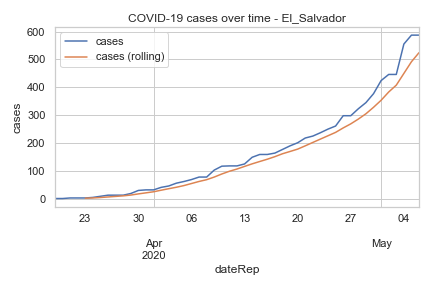 COVID-19 cases over time - El_Salvador
cases
cases (rolling)
600
500
400
300
200
100
0
cases
23
30
06
13
20
27
04
Apr
2020
May
dateRep